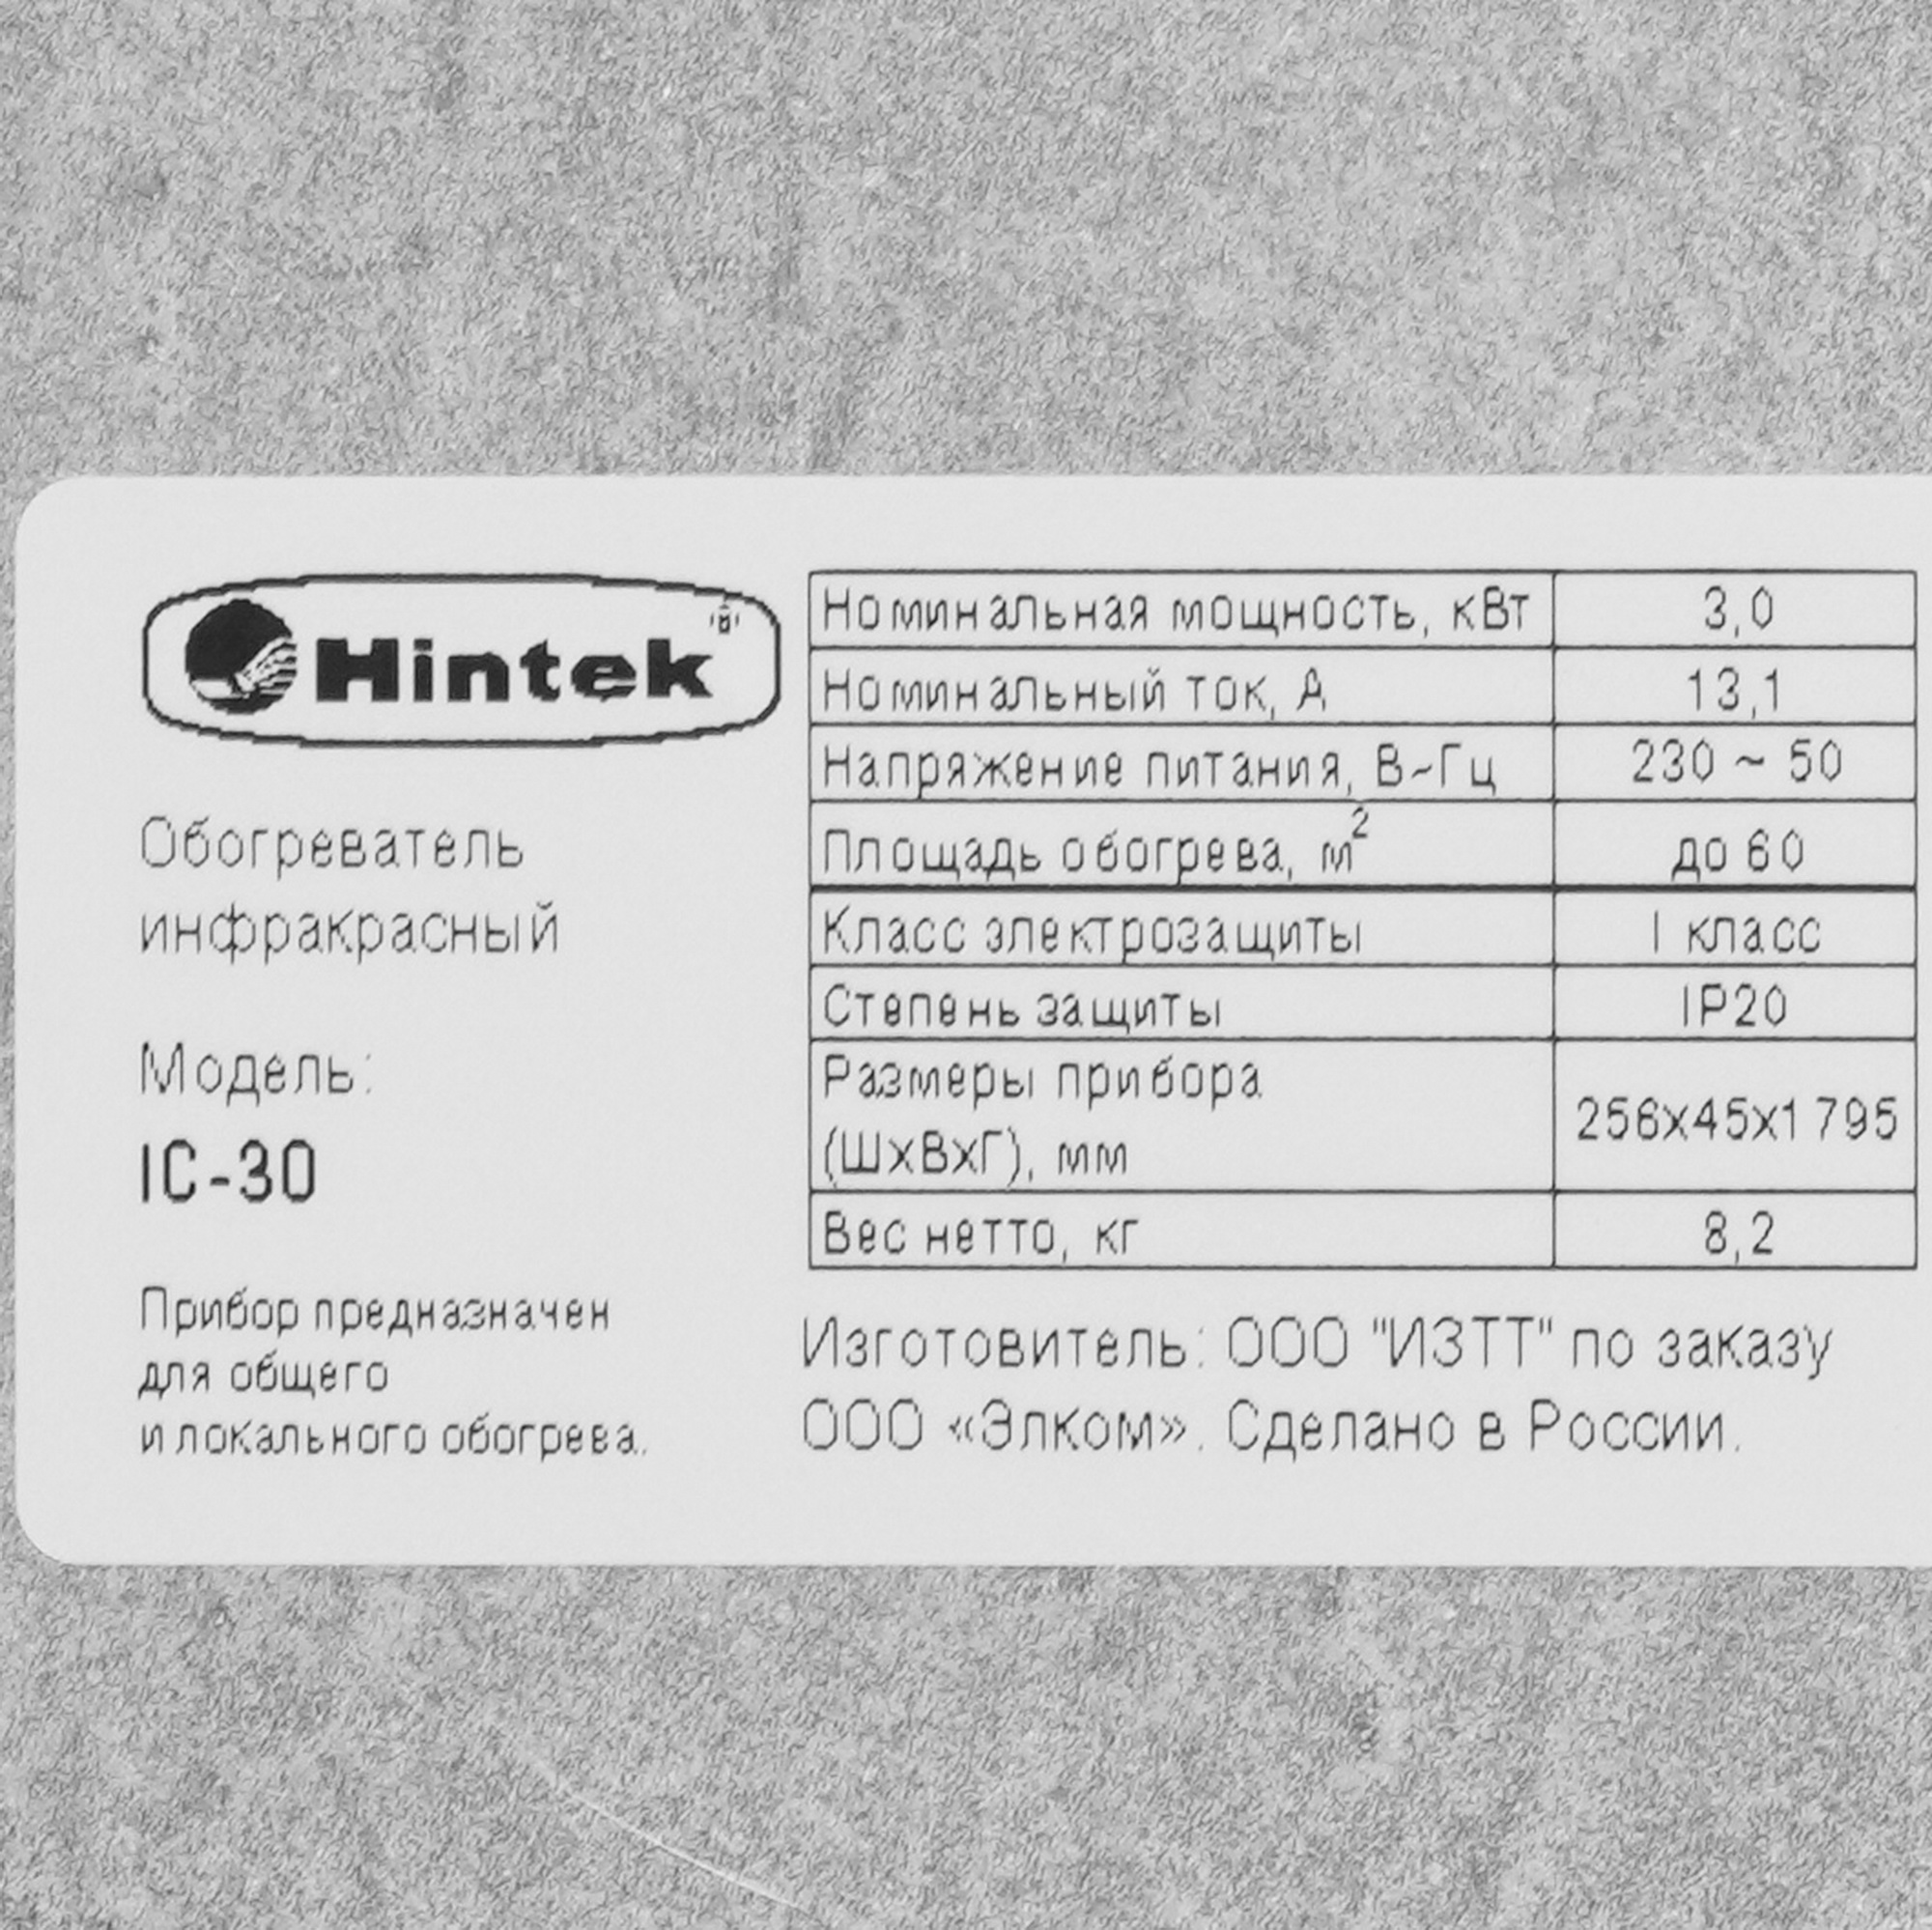 Hintek®
Обогреватель
инфракрасный
Модель:
IC-30
Прибор предназначен
для общего
и локального обогрева.
Номинальная мощность, кВт 3,0
Номинальный ток, А 13,1
Напряжение питания, В~Гц 230 ~ 50
Площадь обогрева, м² до 60
Класс электрозащиты I класс
Степень защиты IP20
Размеры прибора
(ШхВхГ), мм 256х45х1795
Вес нетто, кг 8,2
Изготовитель: ООО "ИЗТТ" по заказу
ООО «Элком». Сделано в России.